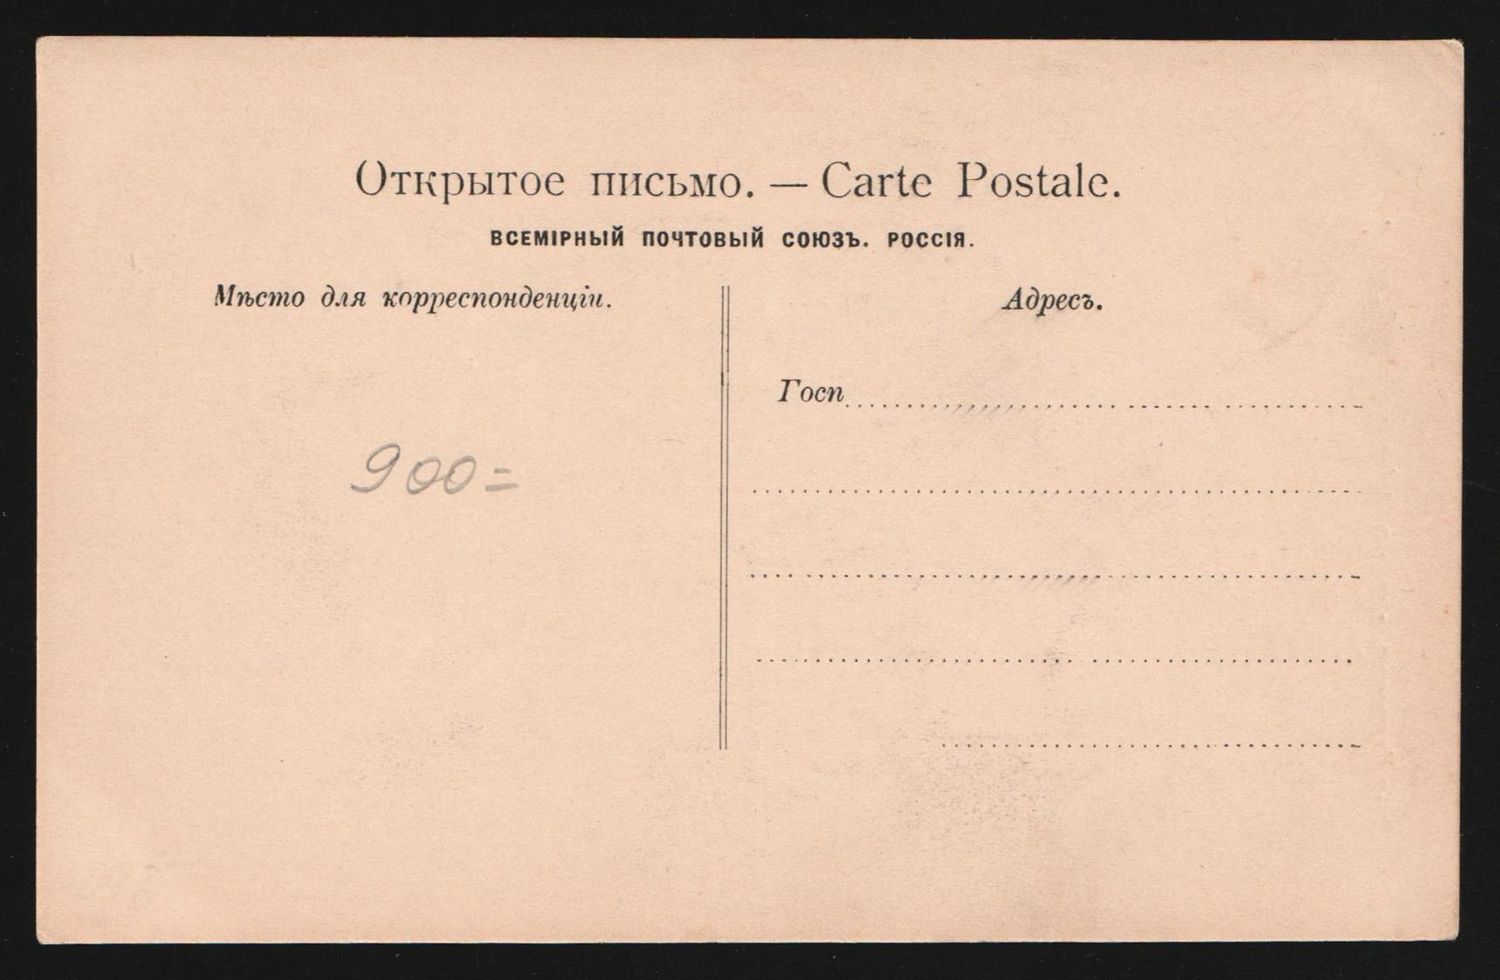 Открытое письмо. — Carte Postale.
ВСЕМІРНЫЙ ПОЧТОВЫЙ СОЮЗЪ. РОССІЯ.
Мѣсто для корреспонденціи.
900=
Адресъ.
Госп